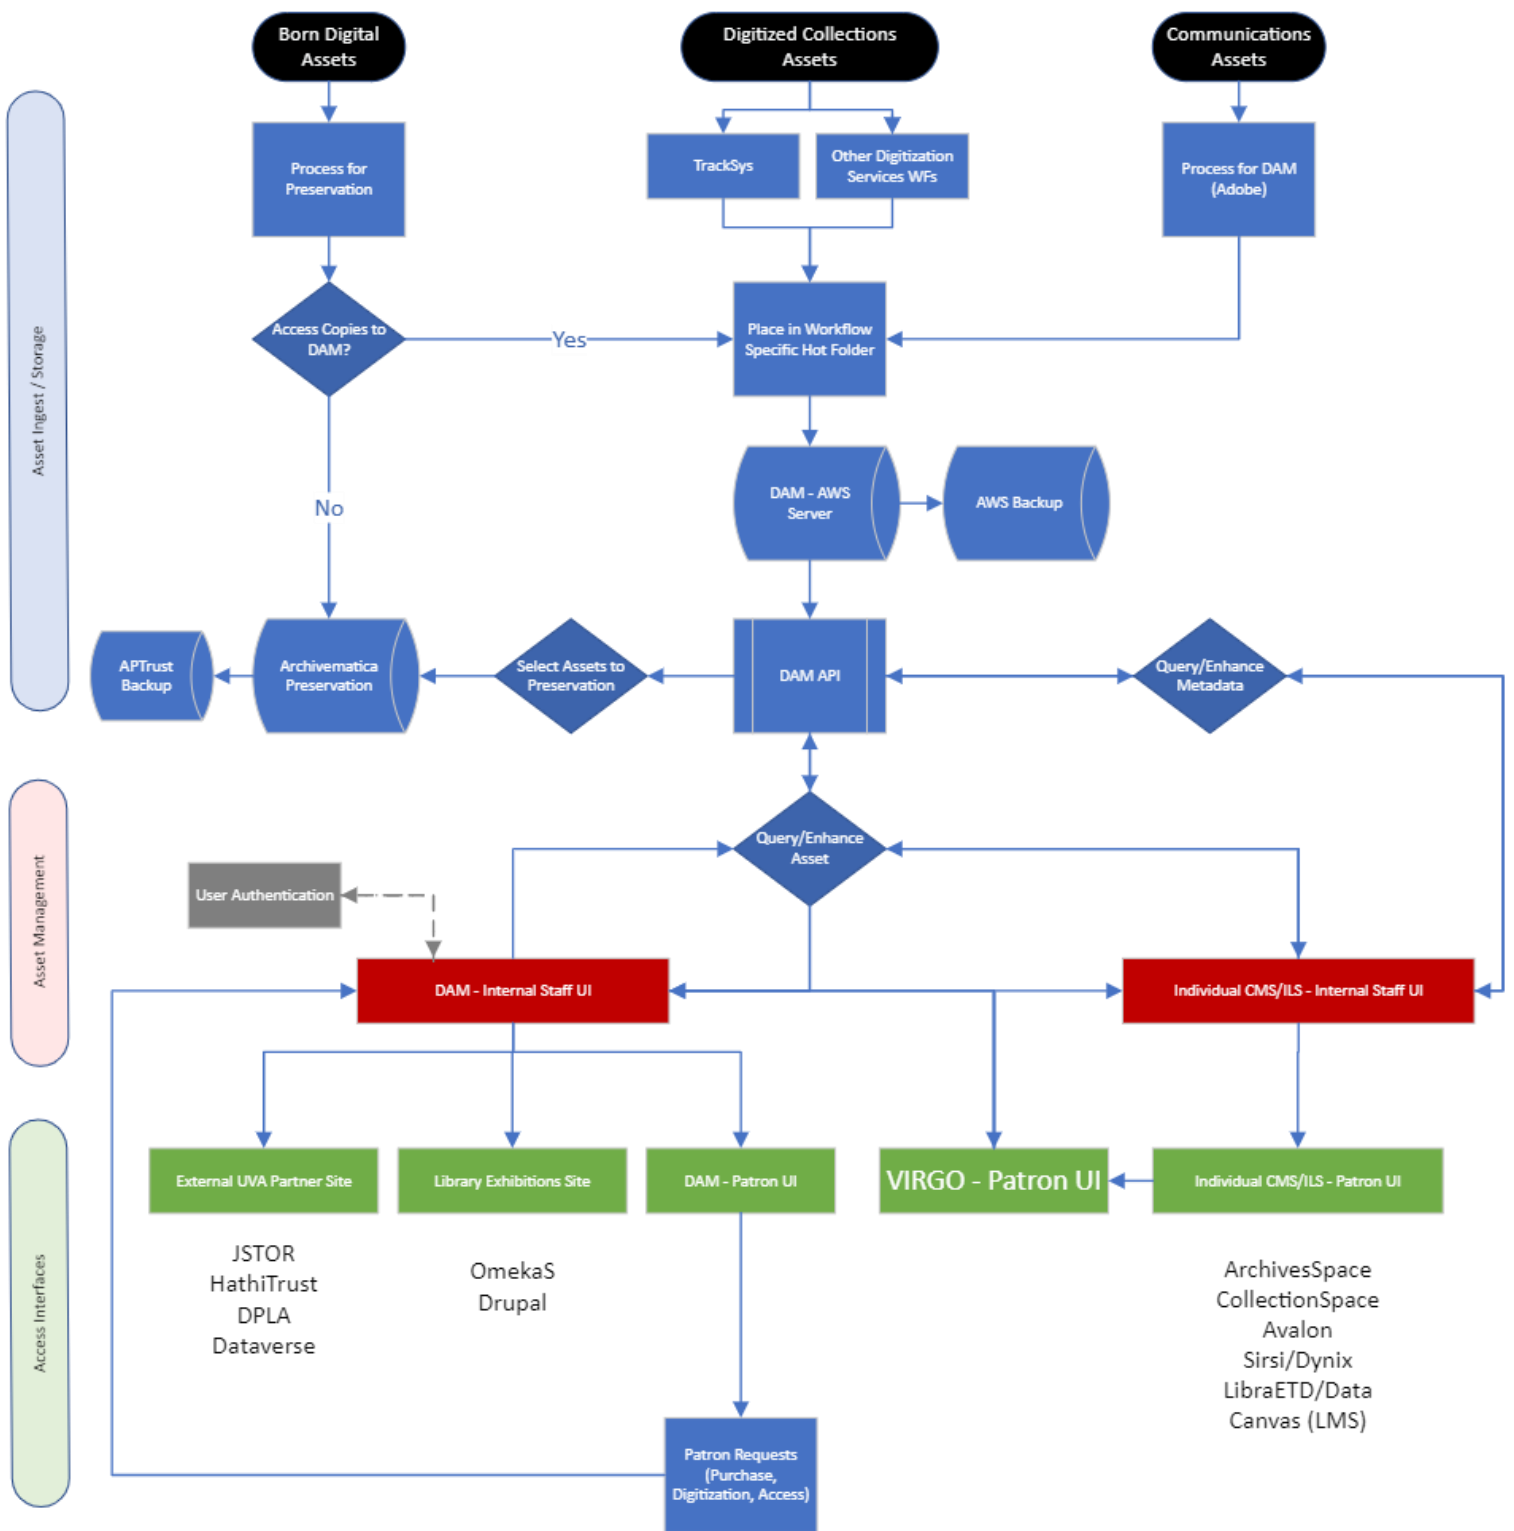 Born Digital
Assets
Digitized Collections
Assets
Communications
Assets
Asset Ingest / Storage
Process for
Preservation
TrackSys
Other Digitization
Services WFs
Process for DAM
(Adobe)
Access Copies to
DAM?
Yes
Place in Workflow
Specific Hot Folder
No
DAM - AWS
Server
AWS Backup
APTrust
Backup
Archivematica
Preservation
Select Assets to
Preservation
DAM API
Query/Enhance
Metadata
Asset Management
Query/Enhance
Asset
User Authentication
DAM - Internal Staff UI
Individual CMS/ILS - Internal Staff UI
Access Interfaces
External UVA Partner Site
Library Exhibitions Site
DAM - Patron UI
VIRGO - Patron UI
Individual CMS/ILS - Patron UI
JSTOR
HathiTrust
DPLA
Dataverse
OmekaS
Drupal
ArchivesSpace
CollectionSpace
Avalon
Sirsi/Dynix
LibraETD/Data
Canvas (LMS)
Patron Requests
(Purchase,
Digitization, Access)